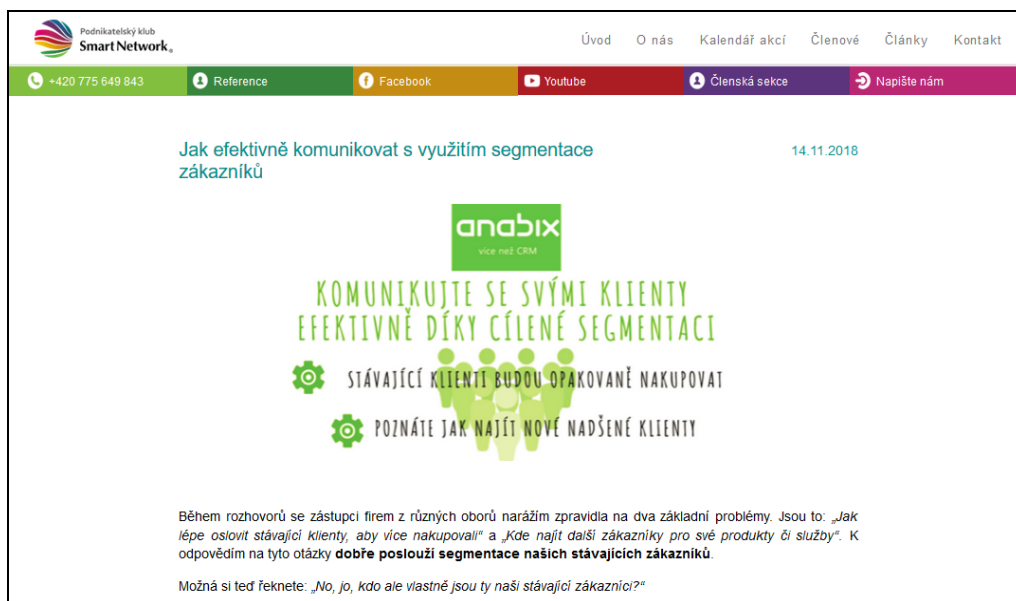 Podnikatelský klub
Smart Network®
Úvod O nás Kalendář akcí Členové Články Kontakt
+420 775 649 843 Reference Facebook Youtube Členská sekce Napište nám
Jak efektivně komunikovat s využitím segmentace
zákazníků
14.11.2018
anabix
více než CRM
KOMUNIKUJTE SE SVÝMI KLIENTY
EFEKTIVNĚ DÍKY CÍLENÉ SEGMENTACI
STÁVAJÍCÍ KLIENTI BUDOU OPAKOVANĚ NAKUPOVAT
POZNÁTE JAK NAJÍT NOVÉ NADŠENÉ KLIENTY
Během rozhovorů se zástupci firem z různých oborů narážím zpravidla na dva základní problémy. Jsou to: „Jak
lépe oslovit stávající klienty, aby více nakupovali“ a „Kde najít další zákazníky pro své produkty či služby“. K
odpovědím na tyto otázky dobře poslouží segmentace našich stávajících zákazníků.
Možná si teď řeknete: „No, jo, kdo ale vlastně jsou ty naši stávající zákazníci?“